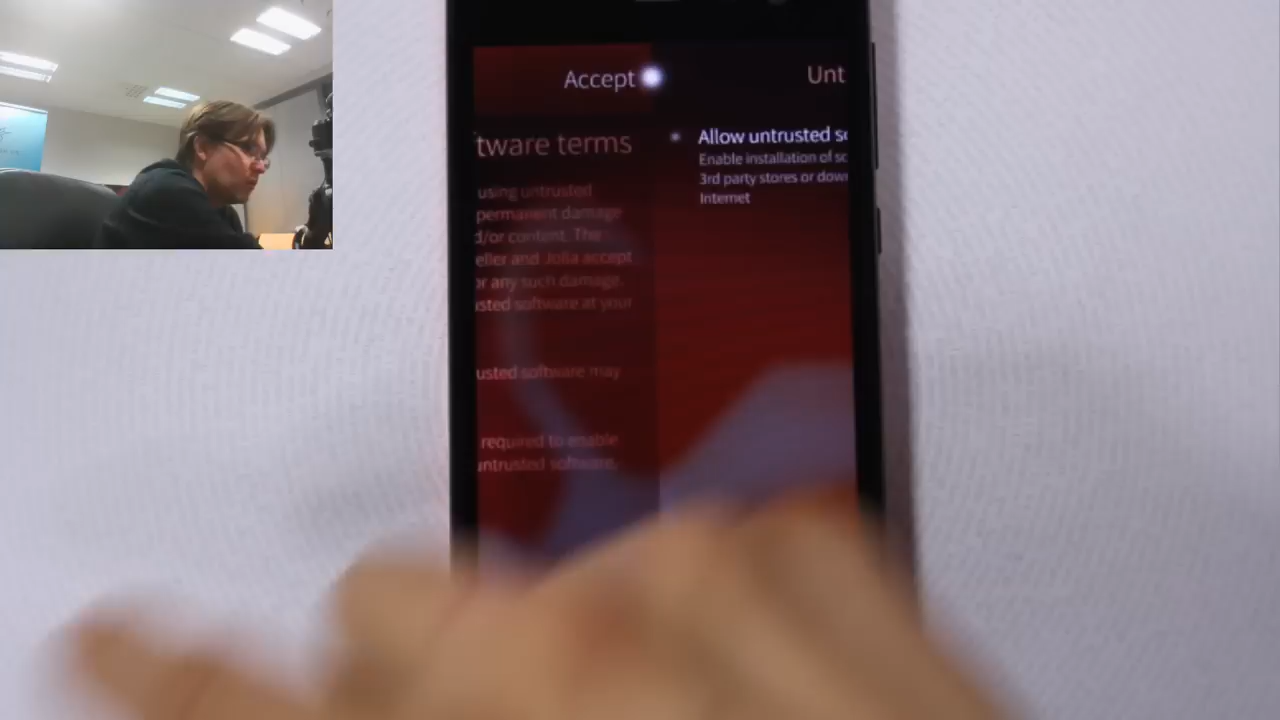 Accept
tware terms
using untrusted
permanent damage
d/or content. The
eller and Jolla accept
or any such damage.
usted software at your
usted software may
required to enable
untrusted software,
Unt
Allow untrusted so
Enable installation of so
3rd party stores or down
Internet